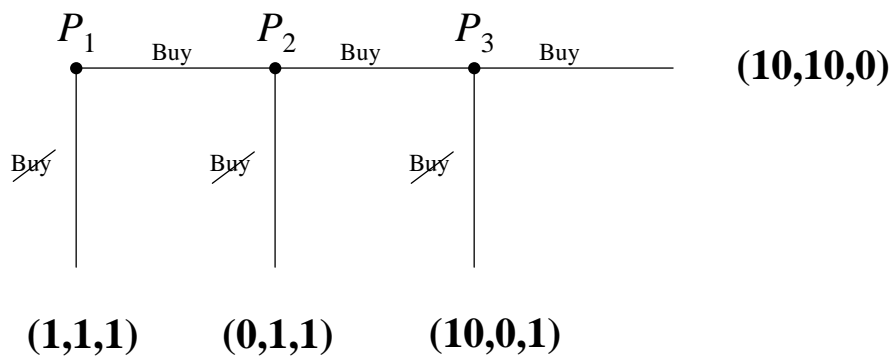 P1 P2 P3
Buy Buy Buy
(10,10,0)
Buy Buy Buy
(1,1,1) (0,1,1) (10,0,1)